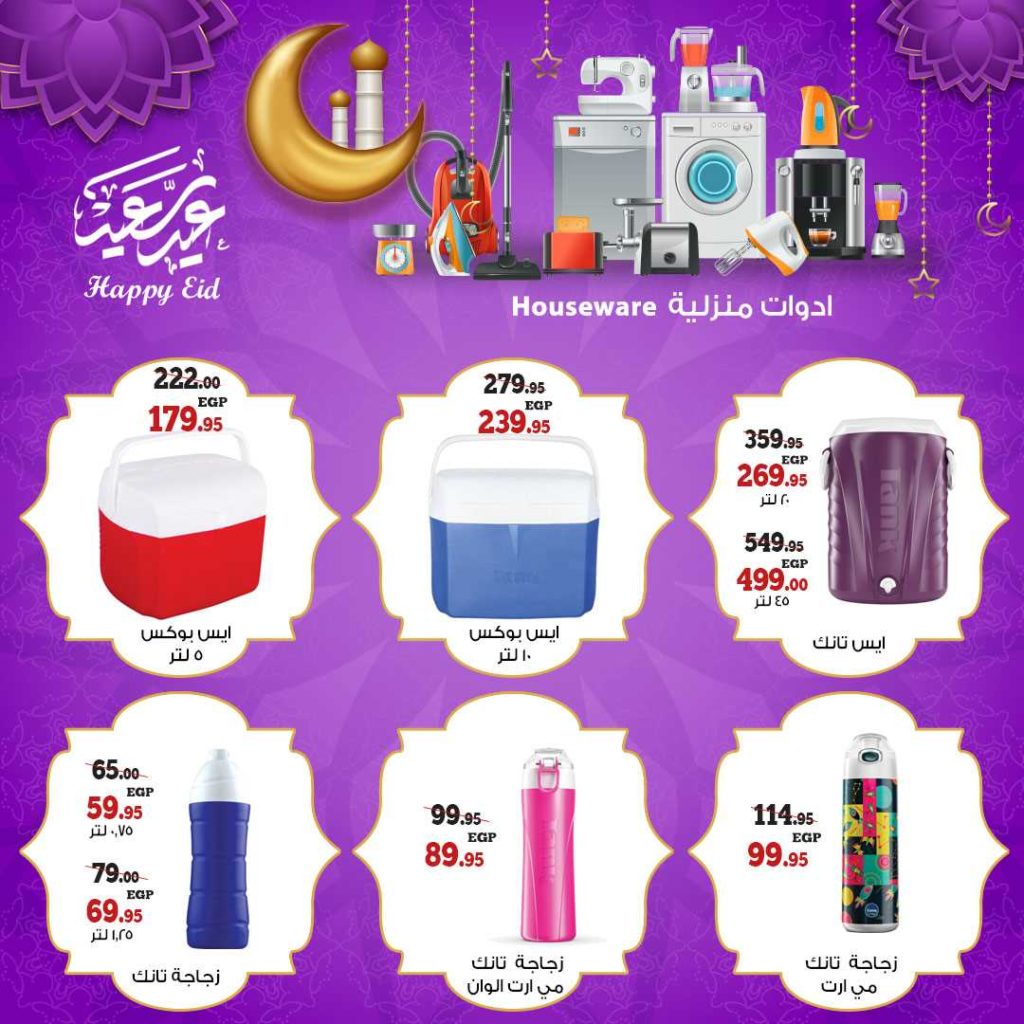 عيد سعيد
Happy Eid
ادوات منزلية Houseware
222.00
EGP
179.95
ايس بوكس
٥ لتر
279.95
EGP
239.95
ايس بوكس
١٠ لتر
359.95
EGP
269.95
٢٠ لتر
549.95
EGP
499.00
٤٥ لتر
Tank
ايس تانك
65.00
EGP
59.95
٠,٧٥ لتر
79.00
EGP
69.95
١,٢٥ لتر
زجاجة تانك
99.95
EGP
89.95
Tank
زجاجة تانك
مي ارت الوان
114.95
EGP
99.95
زجاجة تانك
مي ارت